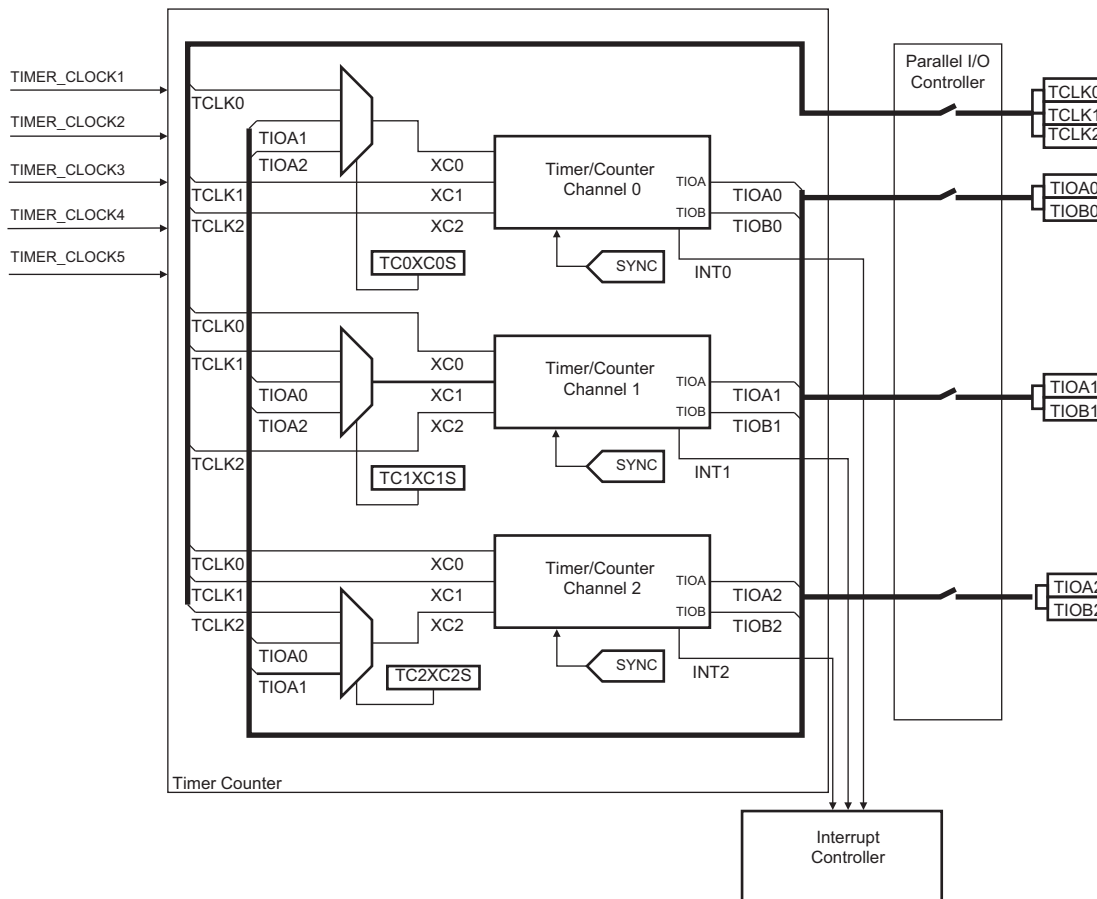 TIMER_CLOCK1
TIMER_CLOCK2
TIMER_CLOCK3
TIMER_CLOCK4
TIMER_CLOCK5
TCLK0
TIOA1
TIOA2
TCLK1
TCLK2
XC0
XC1
XC2
TC0XC0S
Timer/Counter
Channel 0
TIOA
TIOB
TIOA0
TIOB0
SYNC
INT0
TCLK0
TCLK1
TIOA0
TIOA2
TCLK2
XC0
XC1
XC2
TC1XC1S
Timer/Counter
Channel 1
TIOA
TIOB
TIOA1
TIOB1
SYNC
INT1
TCLK0
TCLK1
TCLK2
TIOA0
TIOA1
XC0
XC1
XC2
TC2XC2S
Timer/Counter
Channel 2
TIOA
TIOB
TIOA2
TIOB2
SYNC
INT2
Timer Counter
Parallel I/O
Controller
TCLK0
TCLK1
TCLK2
TIOA0
TIOB0
TIOA1
TIOB1
TIOA2
TIOB2
Interrupt
Controller